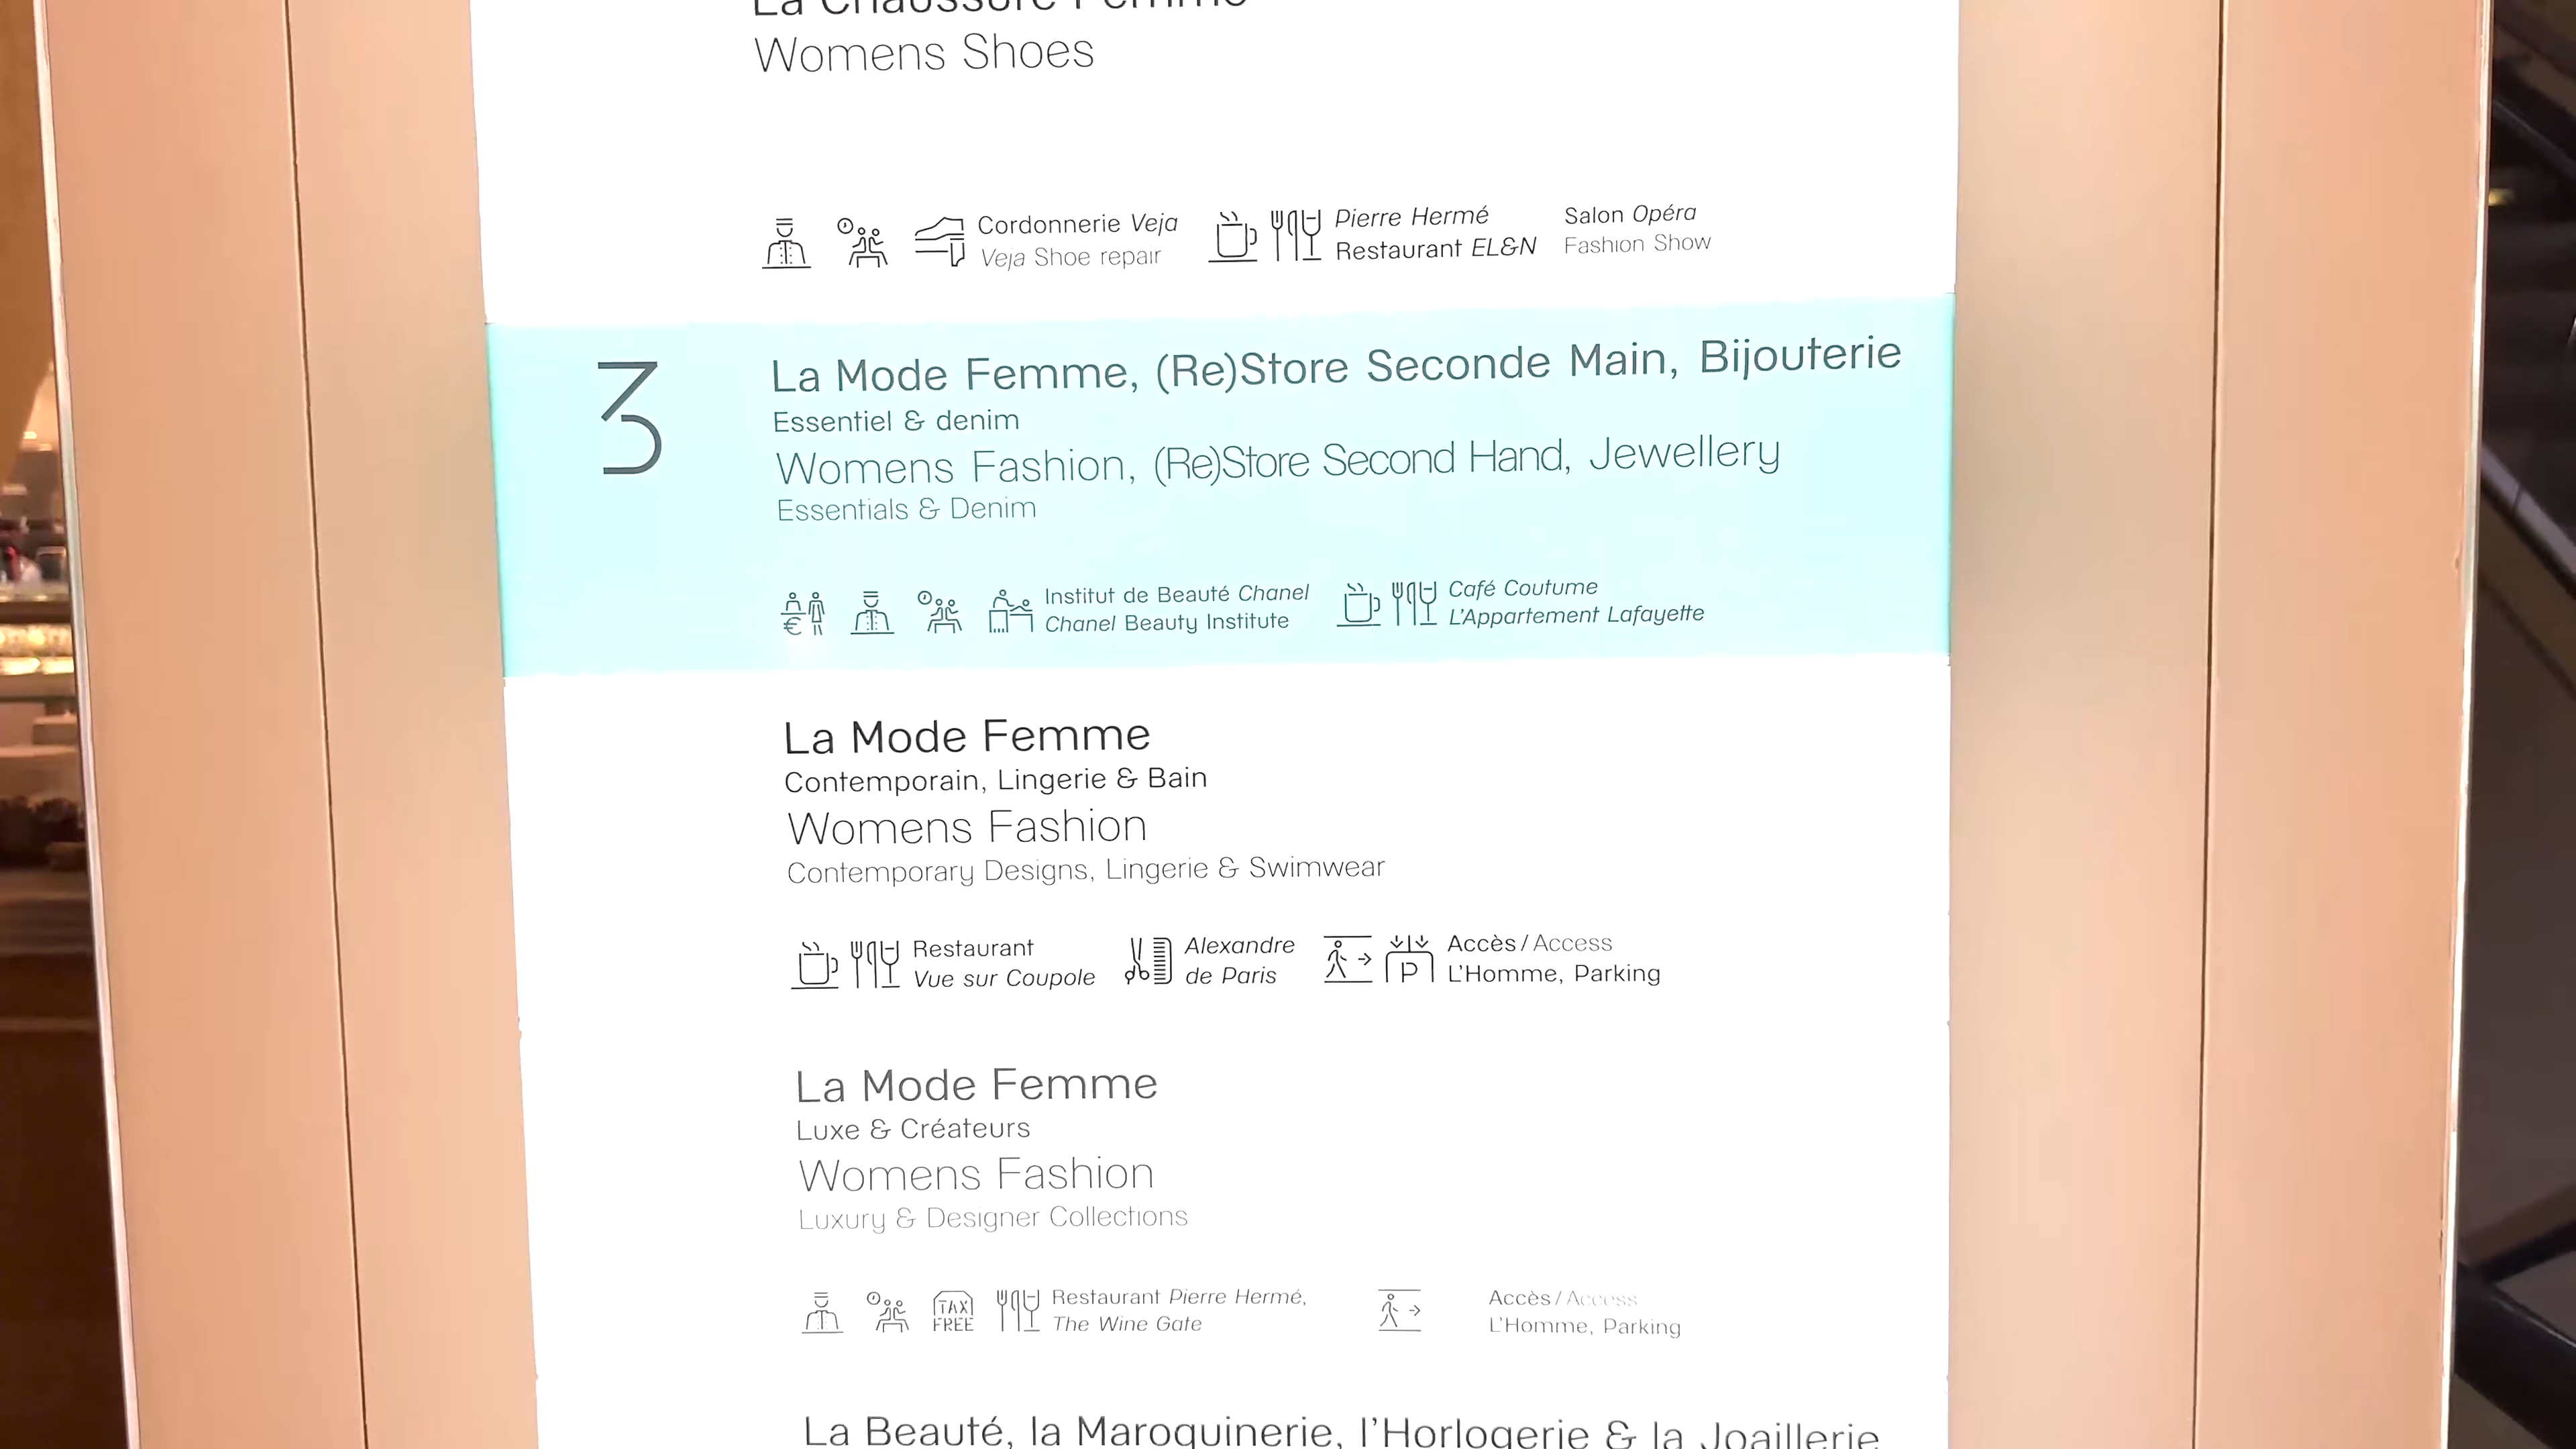 La Chaussure Femme
Womens Shoes
Cordonnerie Veja
Veja Shoe repair
Pierre Hermé
Restaurant EL&N
Salon Opéra
Fashion Show
3
La Mode Femme, (Re)Store Seconde Main, Bijouterie
Essentiel & denim
Womens Fashion, (Re)Store Second Hand, Jewellery
Essentials & Denim
€
Institut de Beauté Chanel
Chanel Beauty Institute
Café Coutume
L'Appartement Lafayette
La Mode Femme
Contemporain, Lingerie & Bain
Womens Fashion
Contemporary Designs, Lingerie & Swimwear
Restaurant
Vue sur Coupole
Alexandre
de Paris
P
Accès/Access
L'Homme, Parking
La Mode Femme
Luxe & Créateurs
Womens Fashion
Luxury & Designer Collections
TAX
FREE
Restaurant Pierre Hermé,
The Wine Gate
Accès/Access
L'Homme, Parking
La Beauté, la Maroquinerie, l'Horlogerie & la Joaillerie